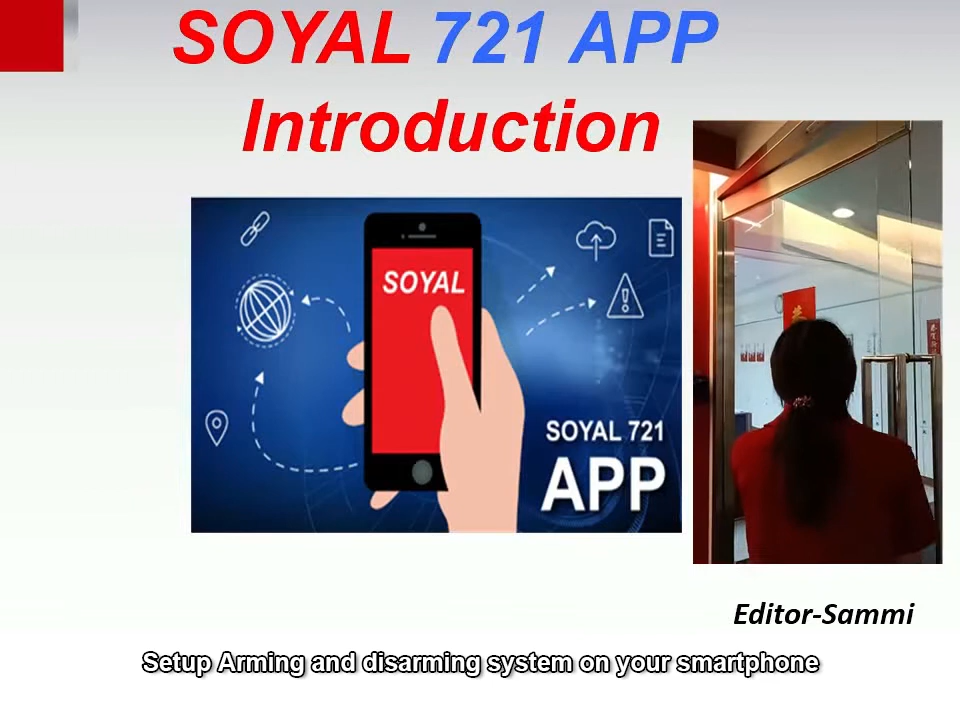 SOYAL 721 APP
Introduction
SOYAL
SOYAL 721
APP
Editor-Sammi
Setup Arming and disarming system on your smartphone